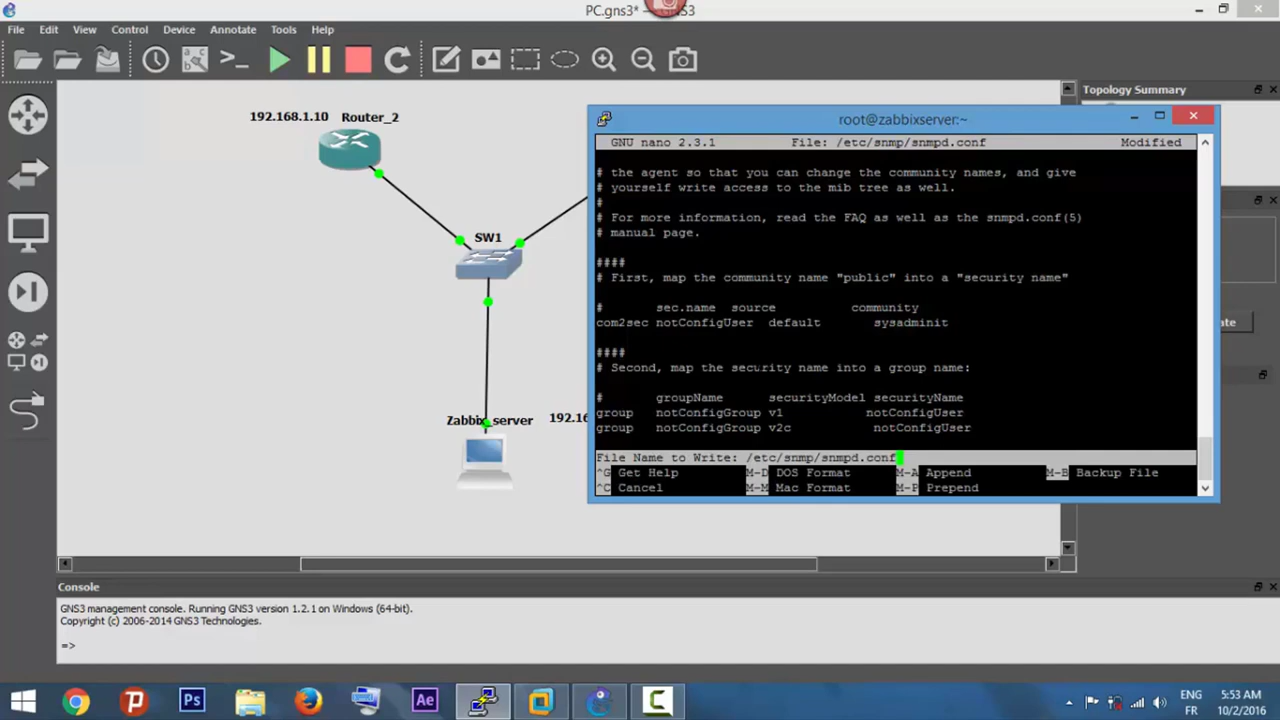 PC.gns3* — GNS3
File Edit View Control Device Annotate Tools Help
Topology Summary
192.168.1.10 Router_2
SW1
Zabbix_server 192.16
root@zabbixserver:~
GNU nano 2.3.1 File: /etc/snmp/snmpd.conf Modified
# the agent so that you can change the community names, and give
# yourself write access to the mib tree as well.
#
# For more information, read the FAQ as well as the snmpd.conf(5)
# manual page.
####
# First, map the community name "public" into a "security name"
# sec.name source community
com2sec notConfigUser default sysadminit
####
# Second, map the security name into a group name:
# groupName securityModel securityName
group notConfigGroup v1 notConfigUser
group notConfigGroup v2c notConfigUser
File Name to Write: /etc/snmp/snmpd.conf
^G Get Help M-D DOS Format M-A Append M-B Backup File
^C Cancel M-M Mac Format M-P Prepend
Console
GNS3 management console. Running GNS3 version 1.2.1 on Windows (64-bit).
Copyright (c) 2006-2014 GNS3 Technologies.
=>
Ps Ae C
ENG 5:53 AM
FR 10/2/2016